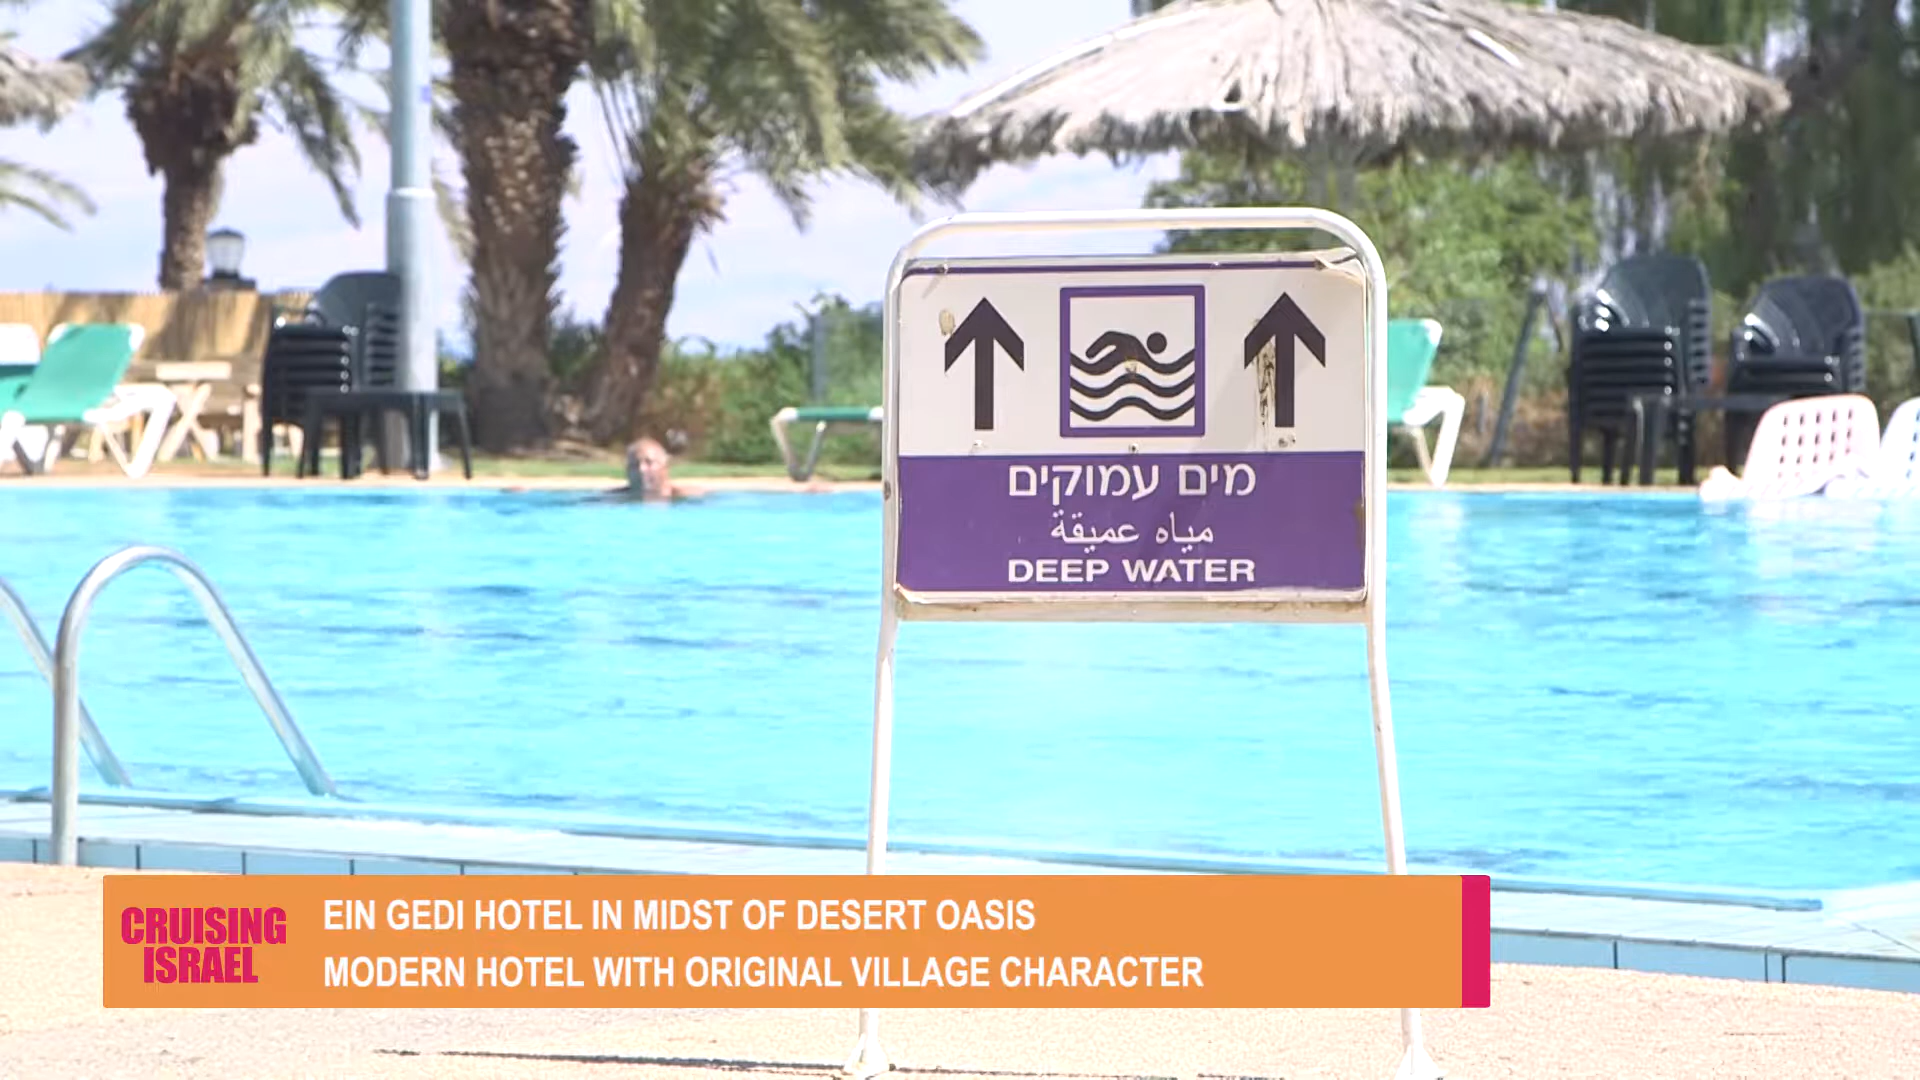 מים עמוקים
مياه عميقة
DEEP WATER
CRUISING
ISRAEL
EIN GEDI HOTEL IN MIDST OF DESERT OASIS
MODERN HOTEL WITH ORIGINAL VILLAGE CHARACTER